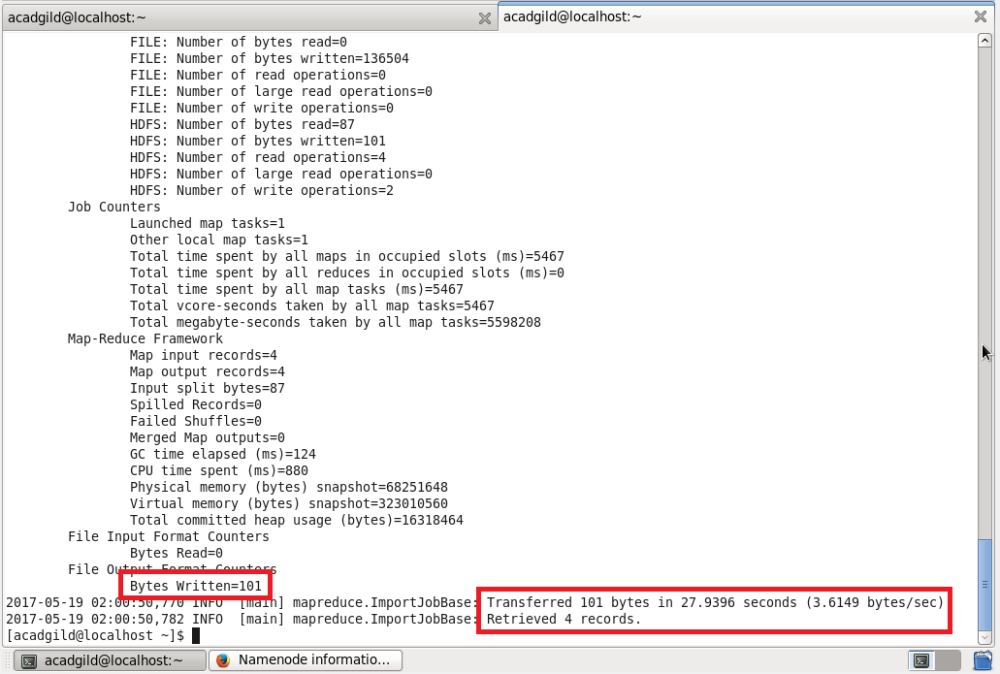 acadgild@localhost:~
acadgild@localhost:~
FILE: Number of bytes read=0
FILE: Number of bytes written=136504
FILE: Number of read operations=0
FILE: Number of large read operations=0
FILE: Number of write operations=0
HDFS: Number of bytes read=87
HDFS: Number of bytes written=101
HDFS: Number of read operations=4
HDFS: Number of large read operations=0
HDFS: Number of write operations=2
Job Counters
Launched map tasks=1
Other local map tasks=1
Total time spent by all maps in occupied slots (ms)=5467
Total time spent by all reduces in occupied slots (ms)=0
Total time spent by all map tasks (ms)=5467
Total vcore-seconds taken by all map tasks=5467
Total megabyte-seconds taken by all map tasks=5598208
Map-Reduce Framework
Map input records=4
Map output records=4
Input split bytes=87
Spilled Records=0
Failed Shuffles=0
Merged Map outputs=0
GC time elapsed (ms)=124
CPU time spent (ms)=880
Physical memory (bytes) snapshot=68251648
Virtual memory (bytes) snapshot=323010560
Total committed heap usage (bytes)=16318464
File Input Format Counters
Bytes Read=0
File Output Format Counters
Bytes Written=101
2017-05-19 02:00:50,770 INFO  [main] mapreduce.ImportJobBase: Transferred 101 bytes in 27.9396 seconds (3.6149 bytes/sec)
2017-05-19 02:00:50,782 INFO  [main] mapreduce.ImportJobBase: Retrieved 4 records.
[acadgild@localhost ~]$
acadgild@localhost:~
Namenode informatio...